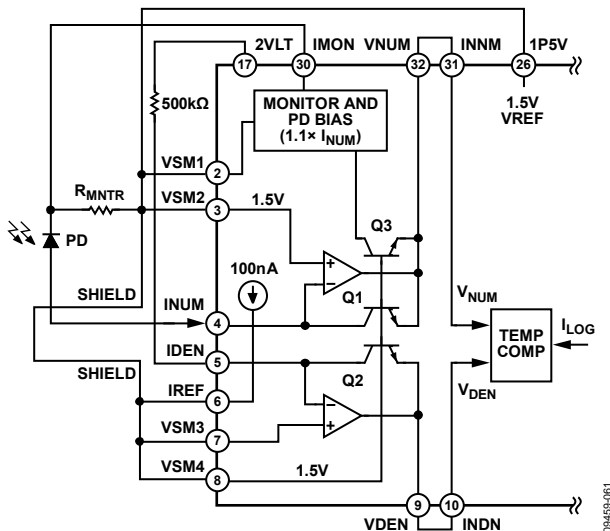 2VLT IMON VNUM INNM 1P5V
17 30 32 31 26
500kΩ
MONITOR AND
PD BIAS
(1.1× INUM)
1.5V
VREF
VSM1
2
RMNTR
VSM2
3
1.5V
Q3
PD
100nA
+
−
SHIELD
INUM
4
Q1
VNUM
TEMP
COMP
ILOG
IDEN
5
SHIELD
Q2
VDEN
IREF
6
−
+
VSM3
7
VSM4
8
1.5V
9 10
VDEN INDN
09459-061